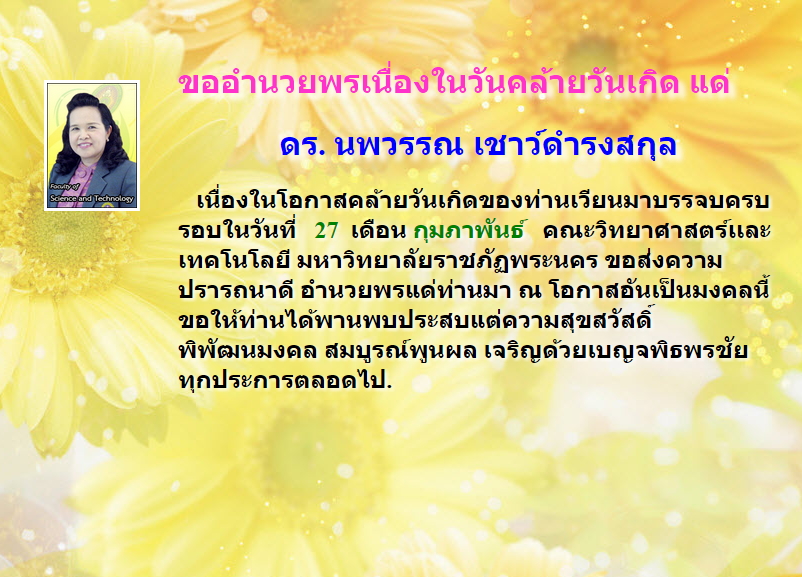 ขออำนวยพรเนื่องในวันคล้ายวันเกิด แด่
ดร. นพวรรณ เชาว์ดำรงสกุล
Faculty of
Science and Technology
เนื่องในโอกาสคล้ายวันเกิดของท่านเวียนมาบรรจบครบ
รอบในวันที่ 27 เดือน กุมภาพันธ์ คณะวิทยาศาสตร์และ
เทคโนโลยี มหาวิทยาลัยราชภัฏพระนคร ขอส่งความ
ปรารถนาดี อำนวยพรแด่ท่านมา ณ โอกาสอันเป็นมงคลนี้
ขอให้ท่านได้พานพบประสบแต่ความสุขสวัสดิ์
พิพัฒนมงคล สมบูรณ์พูนผล เจริญด้วยเบญจพิธพรชัย
ทุกประการตลอดไป.